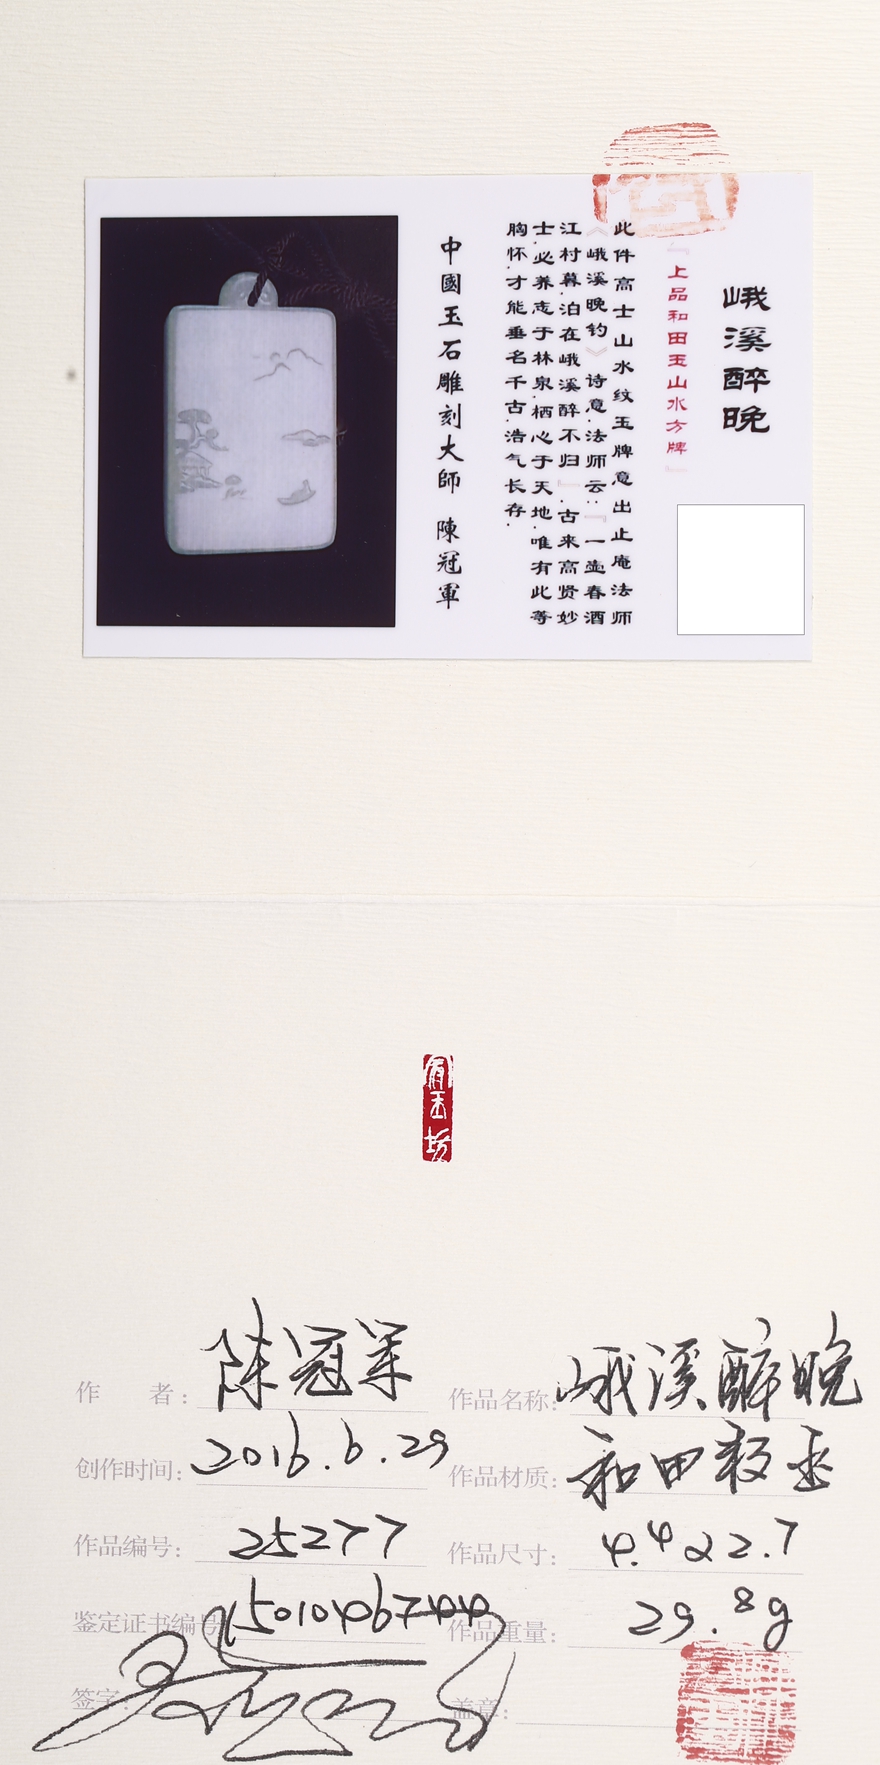 峨溪醉晚
『上品和田玉山水方牌』
此件高士山水纹玉牌意出止庵法师
《峨溪晚钓》诗意.法师云:『一壶春酒
江村暮.泊在峨溪醉不归』.古来高贤妙
士.必养志于林泉.栖心于天地.唯有此等
胸怀.才能垂名千古.浩气长存.
中國玉石雕刻大師 陳冠軍
作者: 陈冠军 作品名称: 峨溪醉晚
创作时间: 2016.6.29 作品材质: 和田籽玉
作品编号: 25277 作品尺寸: 4.4×2.7
鉴定证书编号 1501046744 作品重量: 29.8g
签字: 盖章: